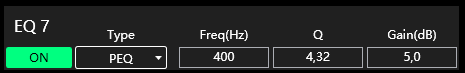 EQ 7
Type Freq(Hz) Q Gain(dB)
ON PEQ 400 4,32 5,0